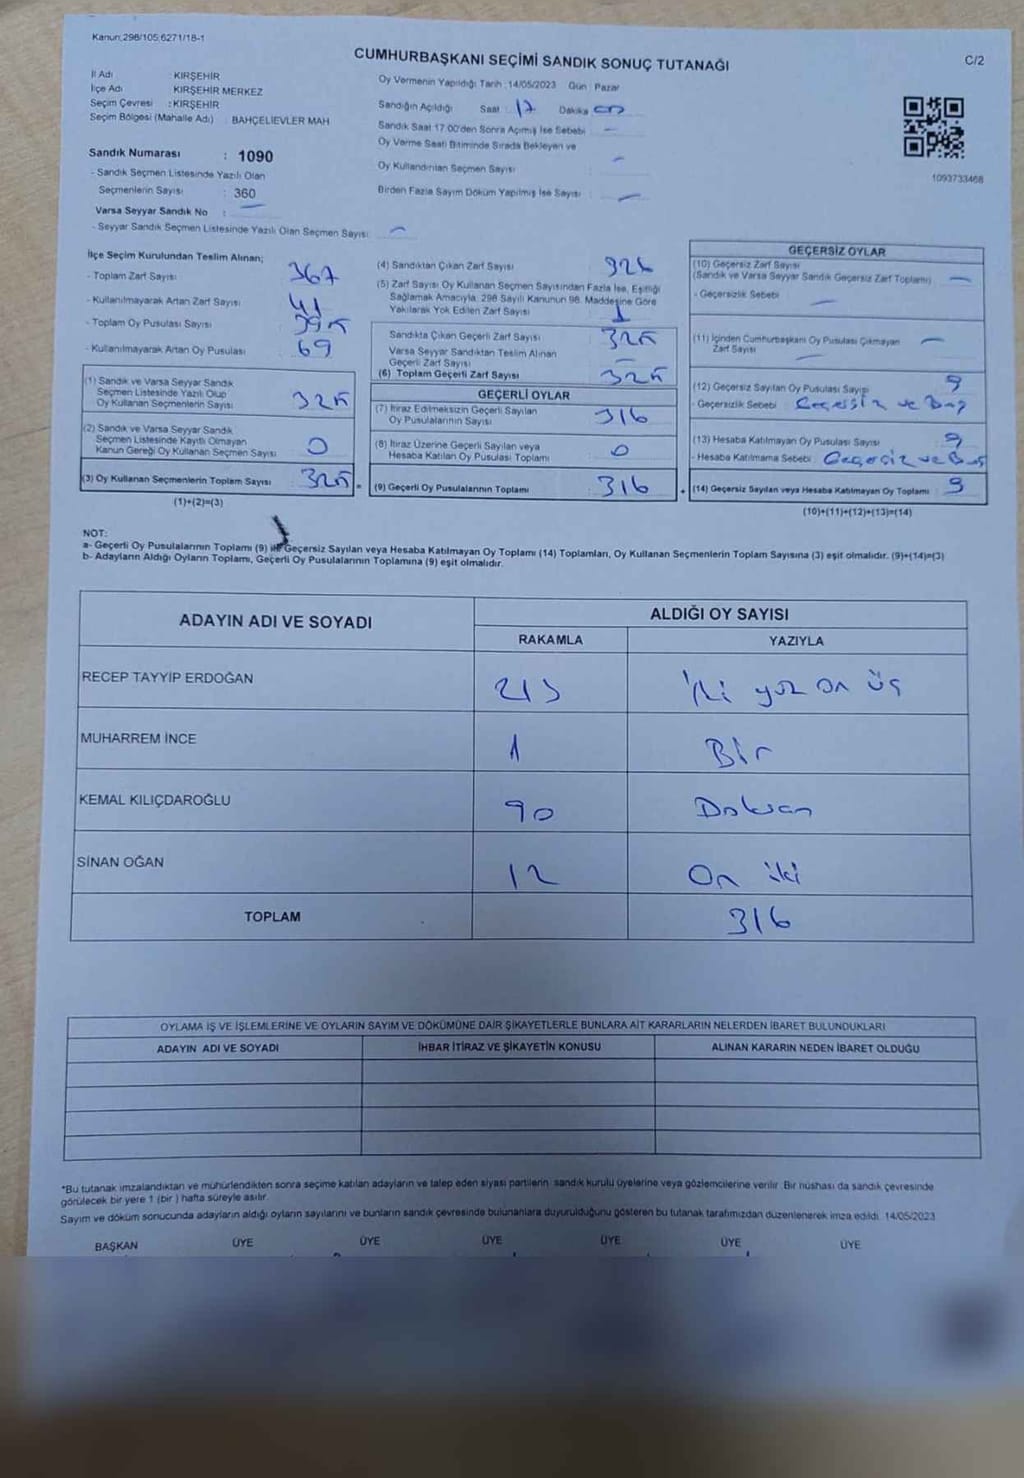 Kanun:298/105,6271/18-1
C/2
CUMHURBAŞKANI SEÇİMİ SANDIK SONUÇ TUTANAĞI
İl Adı : KIRŞEHİR
İlçe Adı : KIRŞEHİR MERKEZ
Seçim Çevresi : KIRŞEHİR
Seçim Bölgesi (Mahalle Adı) : BAHÇELİEVLER MAH
Sandık Numarası : 1090
- Sandık Seçmen Listesinde Yazılı Olan
Seçmenlerin Sayısı : 360
Varsa Seyyar Sandık No : —
- Seyyar Sandık Seçmen Listesinde Yazılı Olan Seçmen Sayısı: —
Oy Vermenin Yapıldığı Tarih : 14/05/2023 Gün : Pazar
Sandığın Açıldığı Saat : 17 Dakika
Sandık Saat 17:00'den Sonra Açılmış İse Sebebi : —
Oy Verme Saati Bitiminde Sırada Bekleyen ve
Oy Kullandırılan Seçmen Sayısı : —
Birden Fazla Sayım Döküm Yapılmış İse Sayısı : —
1093733468
İlçe Seçim Kurulundan Teslim Alınan;
- Toplam Zarf Sayısı : 367
- Kullanılmayarak Artan Zarf Sayısı : 41
- Toplam Oy Pusulası Sayısı : 395
- Kullanılmayarak Artan Oy Pusulası : 69
(1) Sandık ve Varsa Seyyar Sandık
Seçmen Listesinde Yazılı Olup
Oy Kullanan Seçmenlerin Sayısı : 325
(2) Sandık ve Varsa Seyyar Sandık
Seçmen Listesinde Kayıtlı Olmayan
Kanun Gereği Oy Kullanan Seçmen Sayısı : 0
(3) Oy Kullanan Seçmenlerin Toplam Sayısı : 325
(1)+(2)=(3)
(4) Sandıktan Çıkan Zarf Sayısı : 326
(5) Zarf Sayısı Oy Kullanan Seçmen Sayısından Fazla İse, Eşitliği
Sağlamak Amacıyla, 298 Sayılı Kanunun 98. Maddesine Göre
Yakılarak Yok Edilen Zarf Sayısı : 1
Sandıkta Çıkan Geçerli Zarf Sayısı : 325
Varsa Seyyar Sandıktan Teslim Alınan
Geçerli Zarf Sayısı : —
(6) Toplam Geçerli Zarf Sayısı : 325
GEÇERLİ OYLAR
(7) İtiraz Edilmeksizin Geçerli Sayılan
Oy Pusulalarının Sayısı : 316
(8) İtiraz Üzerine Geçerli Sayılan veya
Hesaba Katılan Oy Pusulası Toplamı : 0
= (9) Geçerli Oy Pusulalarının Toplamı : 316
GEÇERSİZ OYLAR
(10) Geçersiz Zarf Sayısı
(Sandık ve Varsa Seyyar Sandık Geçersiz Zarf Toplamı) : —
- Geçersizlik Sebebi : —
(11) İçinden Cumhurbaşkanı Oy Pusulası Çıkmayan
Zarf Sayısı : —
(12) Geçersiz Sayılan Oy Pusulası Sayısı : 9
- Geçersizlik Sebebi : Geçersiz ve Boş
(13) Hesaba Katılmayan Oy Pusulası Sayısı : 9
- Hesaba Katılmama Sebebi : Geçersiz ve Boş
+ (14) Geçersiz Sayılan veya Hesaba Katılmayan Oy Toplamı : 9
(10)+(11)+(12)+(13)=(14)
NOT:
a- Geçerli Oy Pusulalarının Toplamı (9) ile Geçersiz Sayılan veya Hesaba Katılmayan Oy Toplamı (14) Toplamları, Oy Kullanan Seçmenlerin Toplam Sayısına (3) eşit olmalıdır. (9)+(14)=(3)
b- Adayların Aldığı Oyların Toplamı, Geçerli Oy Pusulalarının Toplamına (9) eşit olmalıdır.
ADAYIN ADI VE SOYADI ALDIĞI OY SAYISI
RAKAMLA YAZIYLA
RECEP TAYYİP ERDOĞAN 213 İki yüz on üç
MUHARREM İNCE 1 Bir
KEMAL KILIÇDAROĞLU 90 Doksan
SİNAN OĞAN 12 On iki
TOPLAM 316
OYLAMA İŞ VE İŞLEMLERİNE VE OYLARIN SAYIM VE DÖKÜMÜNE DAİR ŞİKAYETLERLE BUNLARA AİT KARARLARIN NELERDEN İBARET BULUNDUKLARI
ADAYIN ADI VE SOYADI İHBAR İTİRAZ VE ŞİKAYETİN KONUSU ALINAN KARARIN NEDEN İBARET OLDUĞU
*Bu tutanak imzalandıktan ve mühürlendikten sonra seçime katılan adayların ve talep eden siyasi partilerin sandık kurulu üyelerine veya gözlemcilerine verilir. Bir nüshası da sandık çevresinde
görülecek bir yere 1 (bir ) hafta süreyle asılır.
Sayım ve döküm sonucunda adayların aldığı oyların sayılarını ve bunların sandık çevresinde bulunanlara duyurulduğunu gösteren bu tutanak tarafımızdan düzenlenerek imza edildi. 14/05/2023
BAŞKAN ÜYE ÜYE ÜYE ÜYE ÜYE ÜYE